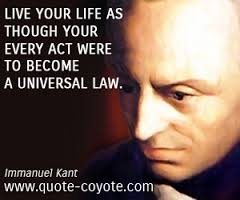 LIVE YOUR LIFE AS
THOUGH YOUR
EVERY ACT WERE
TO BECOME
A UNIVERSAL LAW.
Immanuel Kant
www.quote-coyote.com